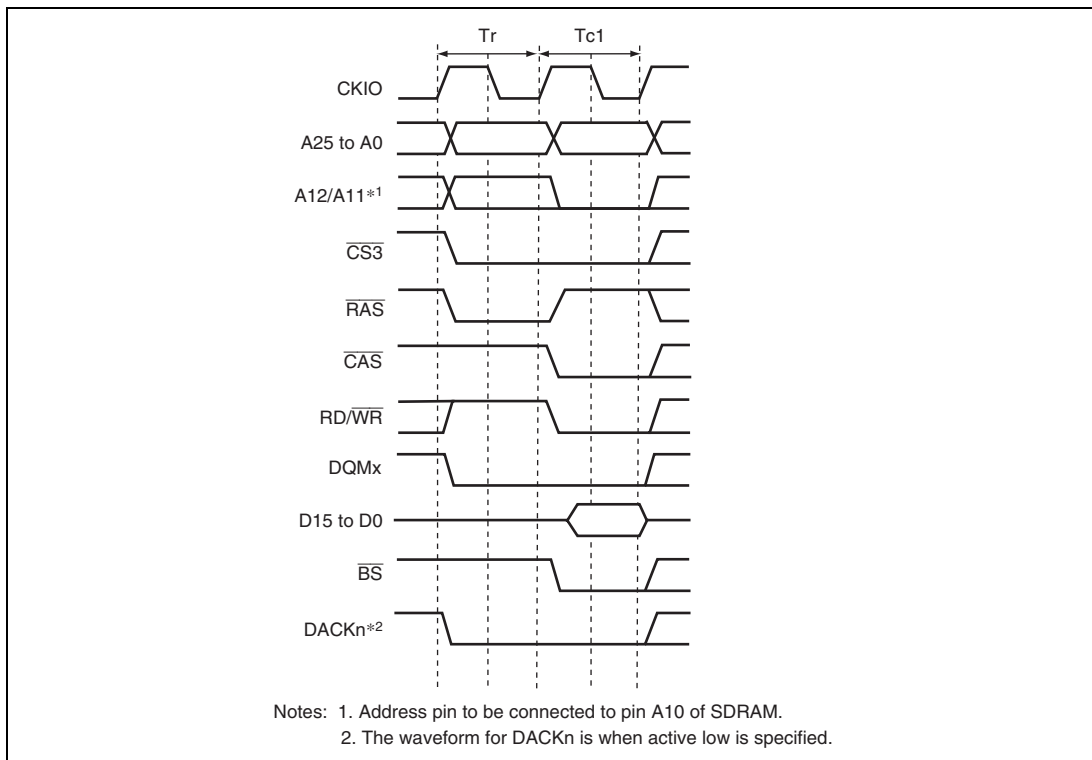 Tr Tc1
CKIO
A25 to A0
A12/A11*1
CS3
RAS
CAS
RD/WR
DQMx
D15 to D0
BS
DACKn*2
Notes: 1. Address pin to be connected to pin A10 of SDRAM.
2. The waveform for DACKn is when active low is specified.